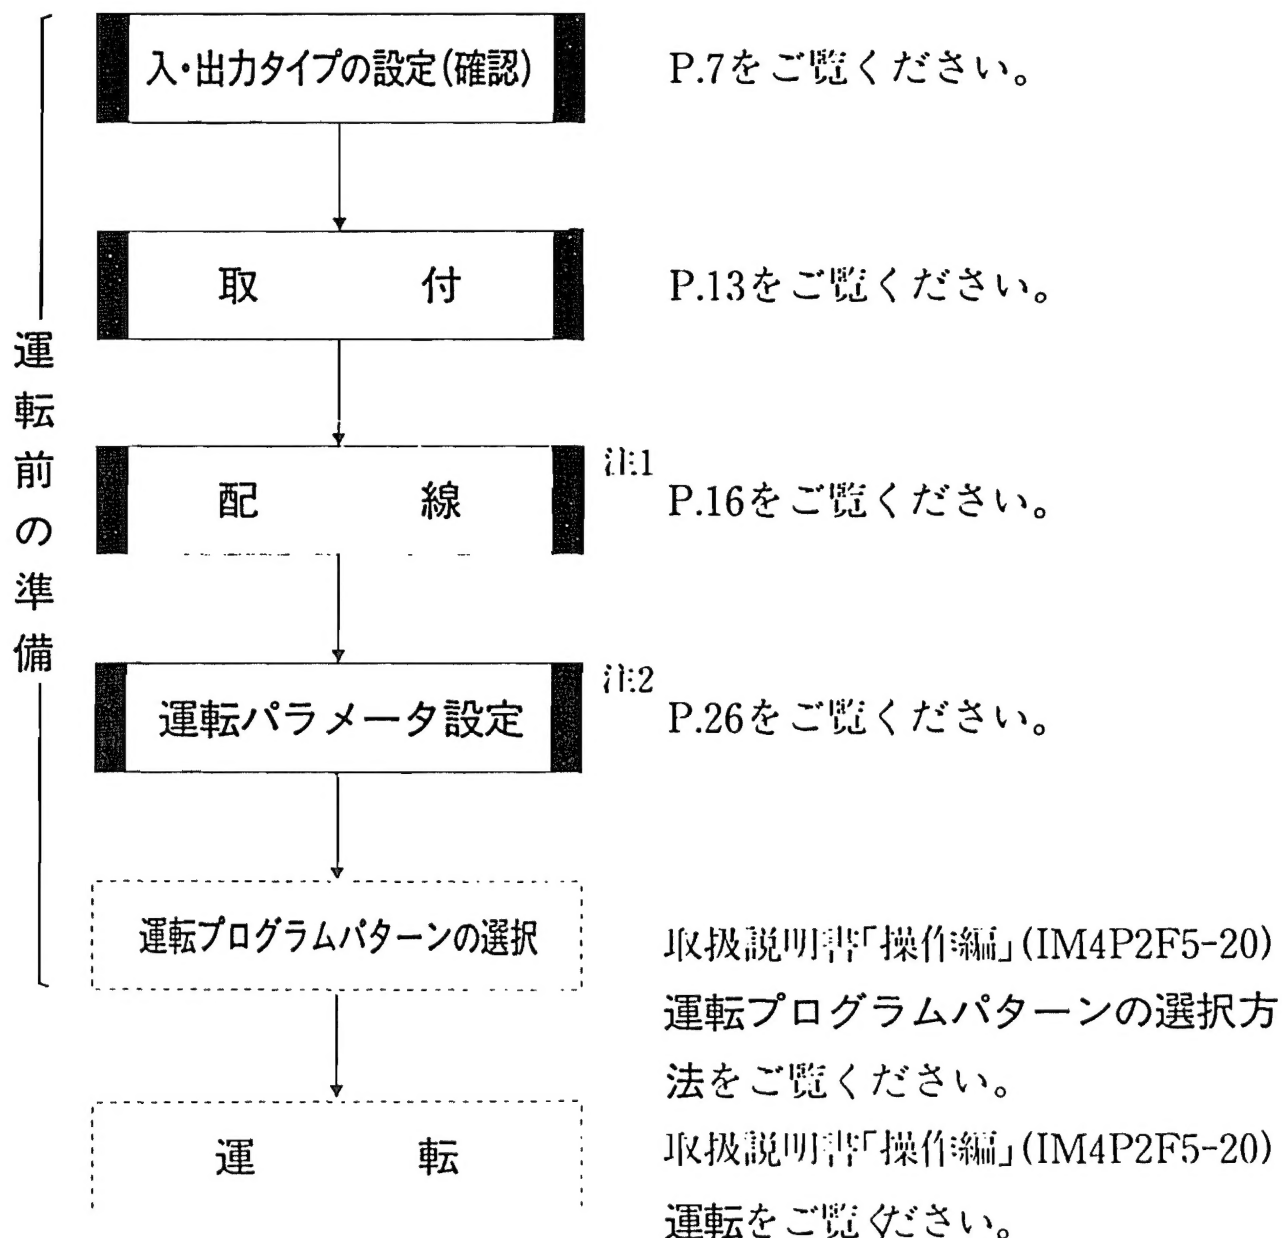 入・出力タイプの設定(確認)
P.7をご覧ください。
取付
P.13をご覧ください。
配線
注1
P.16をご覧ください。
運転パラメータ設定
注2
P.26をご覧ください。
運転前の準備
運転プログラムパターンの選択
取扱説明書「操作編」(IM4P2F5-20)
運転プログラムパターンの選択方
法をご覧ください。
運転
取扱説明書「操作編」(IM4P2F5-20)
運転をご覧ください。